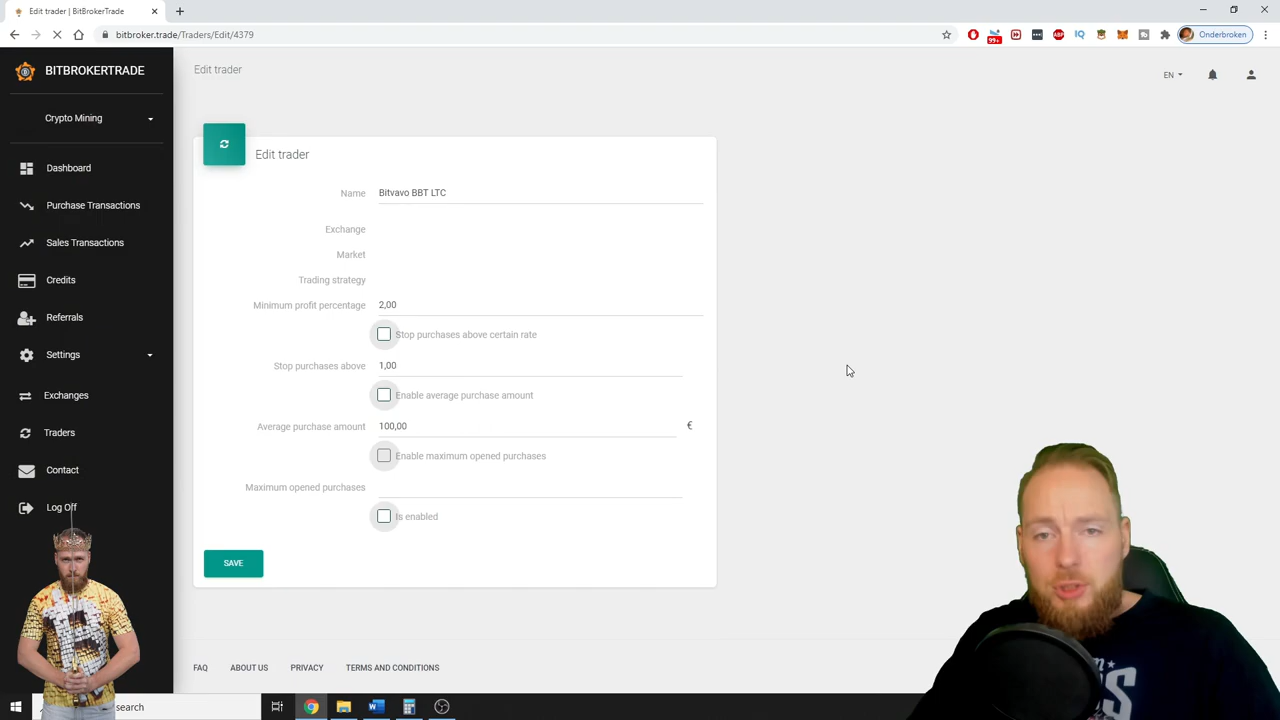 Edit trader | BitBrokerTrade
bitbroker.trade/Traders/Edit/4379
99+
ABP
IQ
Onderbroken
BITBROKERTRADE
Edit trader
EN
Crypto Mining
Dashboard
Purchase Transactions
Sales Transactions
Credits
Referrals
Settings
Exchanges
Traders
Contact
Log Off
Edit trader
Name Bitvavo BBT LTC
Exchange
Market
Trading strategy
Minimum profit percentage 2,00
Stop purchases above certain rate
Stop purchases above 1,00
Enable average purchase amount
Average purchase amount 100,00 €
Enable maximum opened purchases
Maximum opened purchases
Is enabled
SAVE
FAQ ABOUT US PRIVACY TERMS AND CONDITIONS
search